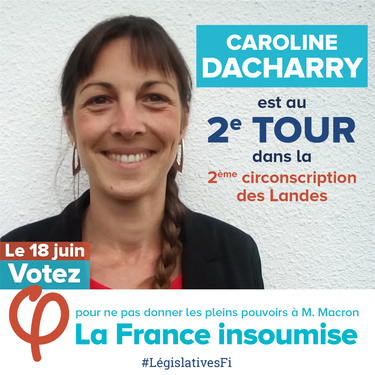 CAROLINE
DACHARRY
est au
2e TOUR
dans la
2ème circonscription
des Landes
Le 18 juin
Votez
φ
pour ne pas donner les pleins pouvoirs à M. Macron
La France insoumise
#LégislativesFi